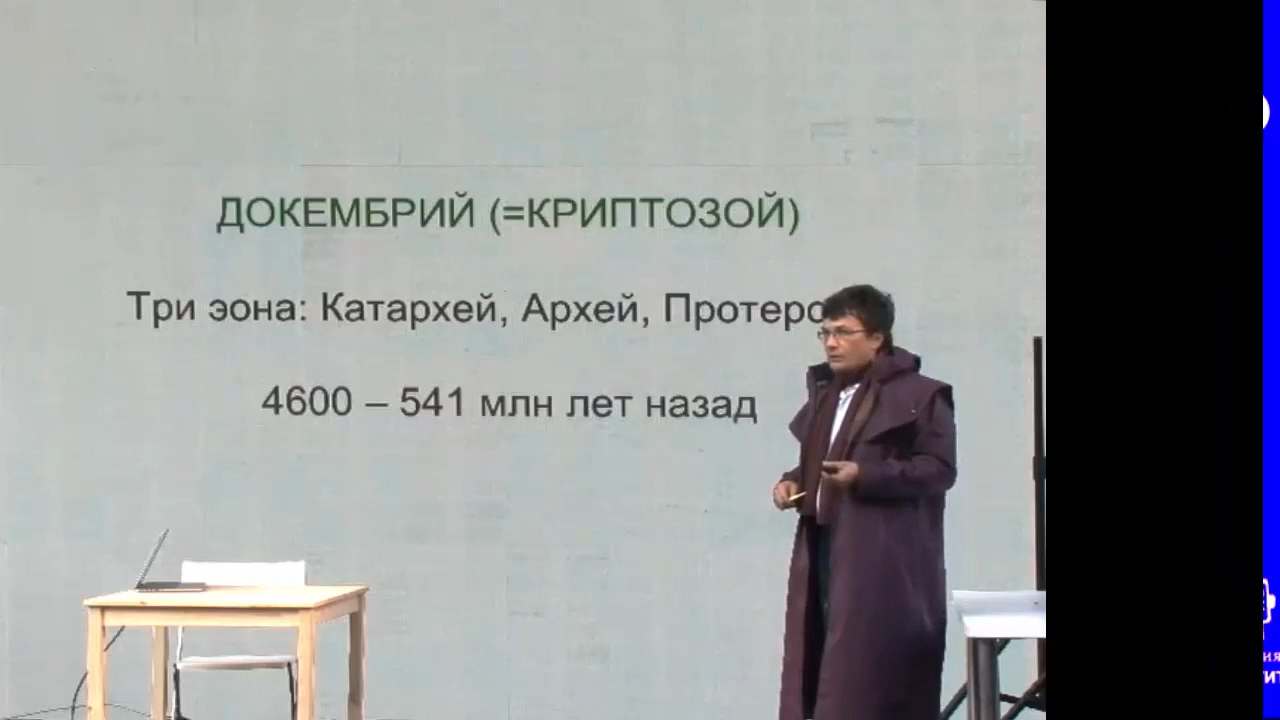 ДОКЕМБРИЙ (=КРИПТОЗОЙ)
Три эона: Катархей, Архей, Протеро
4600 – 541 млн лет назад